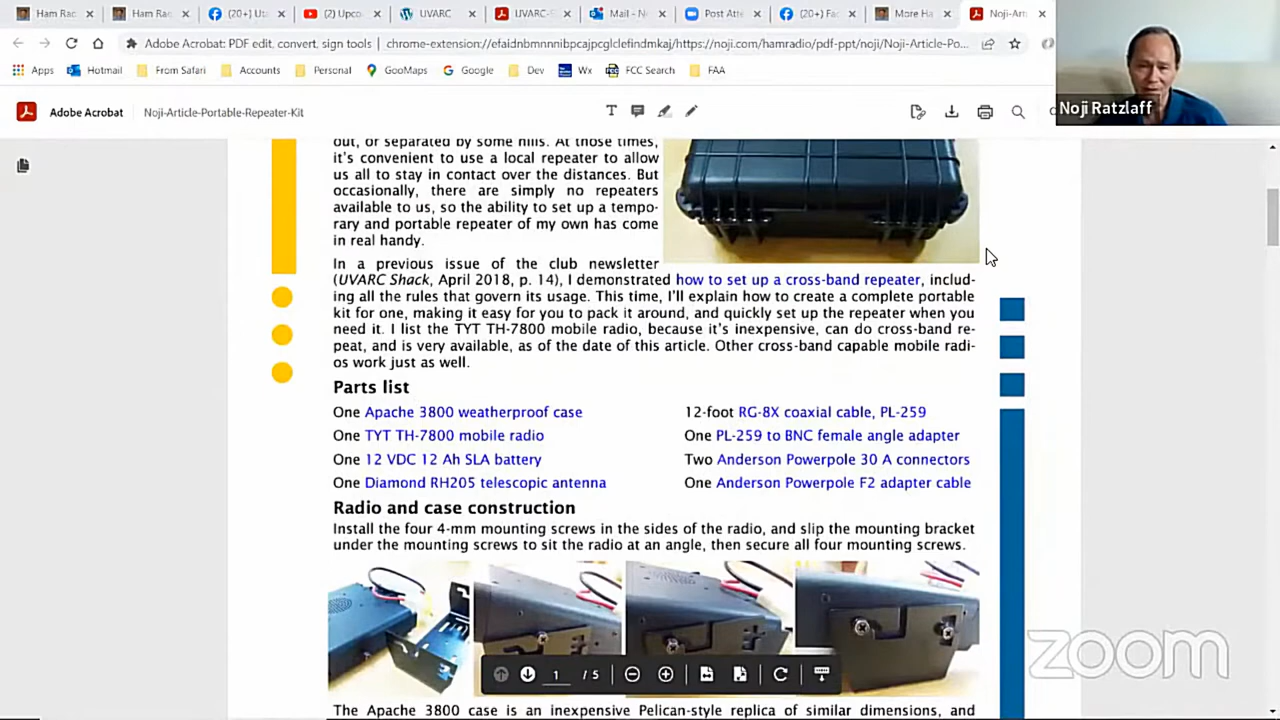 Ham Rac
Ham Rac
(20+) Ut
(2) Upco
UVARC
UVARC-
Mail - N
Post Att
(20+) Fac
More Ha
Noji-Art
Adobe Acrobat: PDF edit, convert, sign tools
chrome-extension://efaidnbmnnnibpcajpcglclefindmkaj/https://noji.com/hamradio/pdf-ppt/noji/Noji-Article-Po...
Apps
Hotmail
From Safari
Accounts
Personal
GooMaps
Google
Dev
Wx
FCC Search
FAA
Noji Ratzlaff
Adobe Acrobat
Noji-Article-Portable-Repeater-Kit
out, or separated by some hills. At those times,
it's convenient to use a local repeater to allow
us all to stay in contact over the distances. But
occasionally, there are simply no repeaters
available to us, so the ability to set up a tempo-
rary and portable repeater of my own has come
in real handy.
In a previous issue of the club newsletter
(UVARC Shack, April 2018, p. 14), I demonstrated how to set up a cross-band repeater, includ-
ing all the rules that govern its usage. This time, I'll explain how to create a complete portable
kit for one, making it easy for you to pack it around, and quickly set up the repeater when you
need it. I list the TYT TH-7800 mobile radio, because it's inexpensive, can do cross-band re-
peat, and is very available, as of the date of this article. Other cross-band capable mobile radi-
os work just as well.
Parts list
One Apache 3800 weatherproof case
One TYT TH-7800 mobile radio
One 12 VDC 12 Ah SLA battery
One Diamond RH205 telescopic antenna
12-foot RG-8X coaxial cable, PL-259
One PL-259 to BNC female angle adapter
Two Anderson Powerpole 30 A connectors
One Anderson Powerpole F2 adapter cable
Radio and case construction
Install the four 4-mm mounting screws in the sides of the radio, and slip the mounting bracket
under the mounting screws to sit the radio at an angle, then secure all four mounting screws.
1 / 5
zoom
The Apache 3800 case is an inexpensive Pelican-style replica of similar dimensions, and